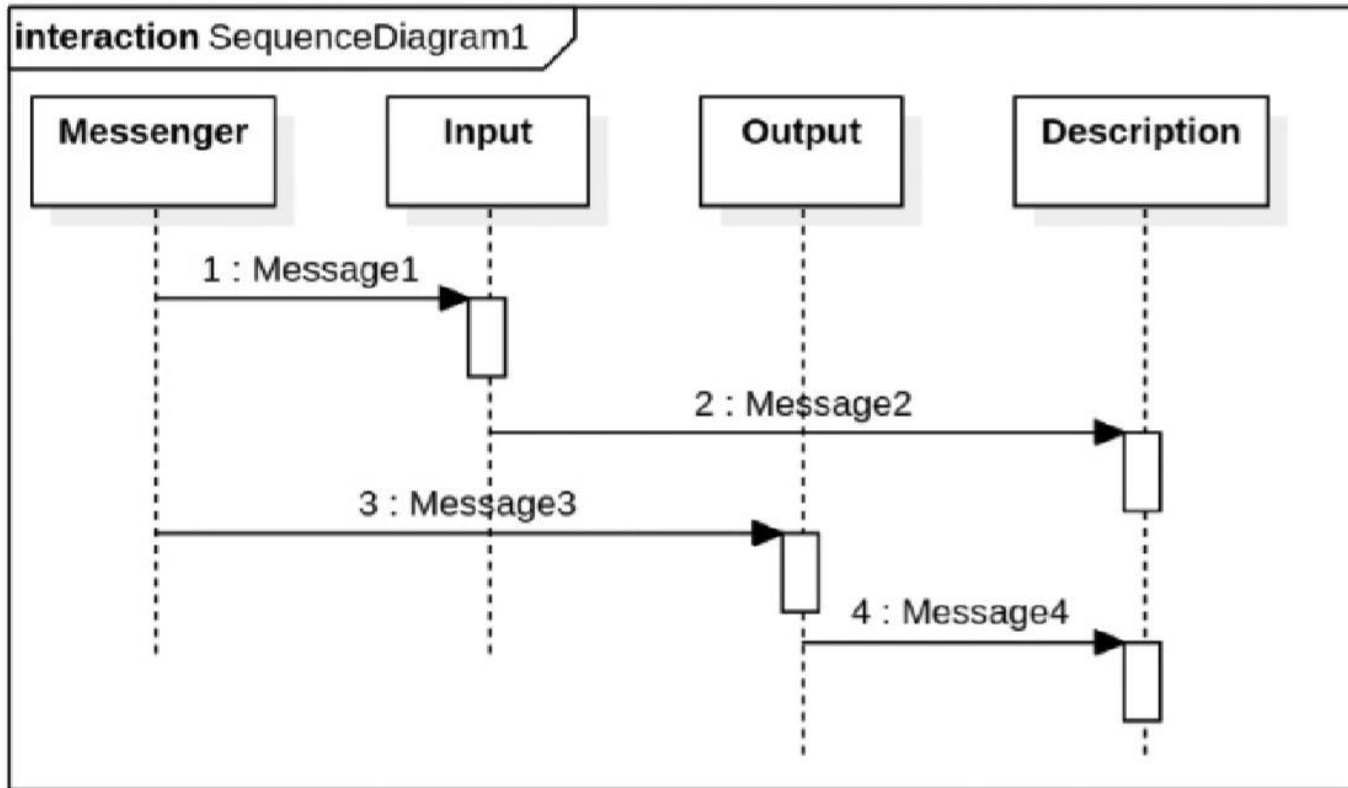 interaction SequenceDiagram1
Messenger
Input
Output
Description
1 : Message1
2 : Message2
3 : Message3
4 : Message4